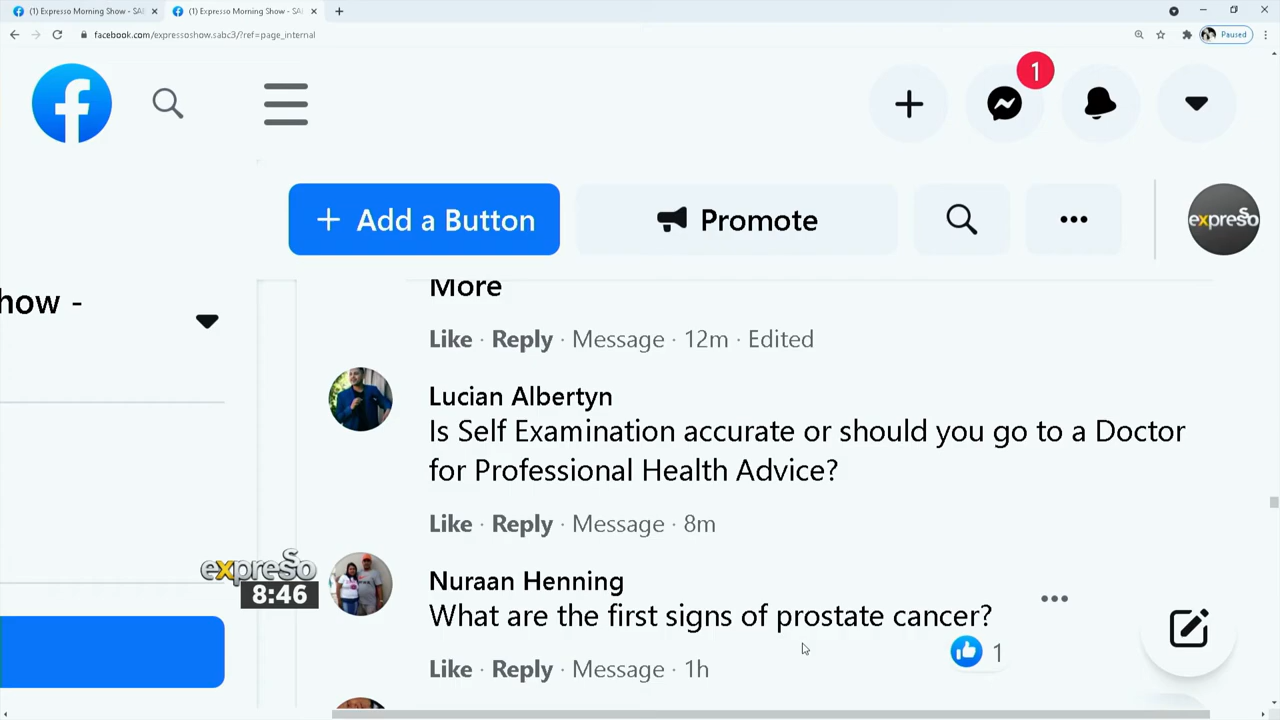 (1) Expresso Morning Show - SA
(1) Expresso Morning Show - SA
facebook.com/expressoshow.sabc3/?ref=page_internal
Paused
1
+ Add a Button
Promote
expresso
how -
More
Like · Reply · Message · 12m · Edited
Lucian Albertyn
Is Self Examination accurate or should you go to a Doctor
for Professional Health Advice?
Like · Reply · Message · 8m
expresso
8:46
Nuraan Henning
What are the first signs of prostate cancer?
1
Like · Reply · Message · 1h